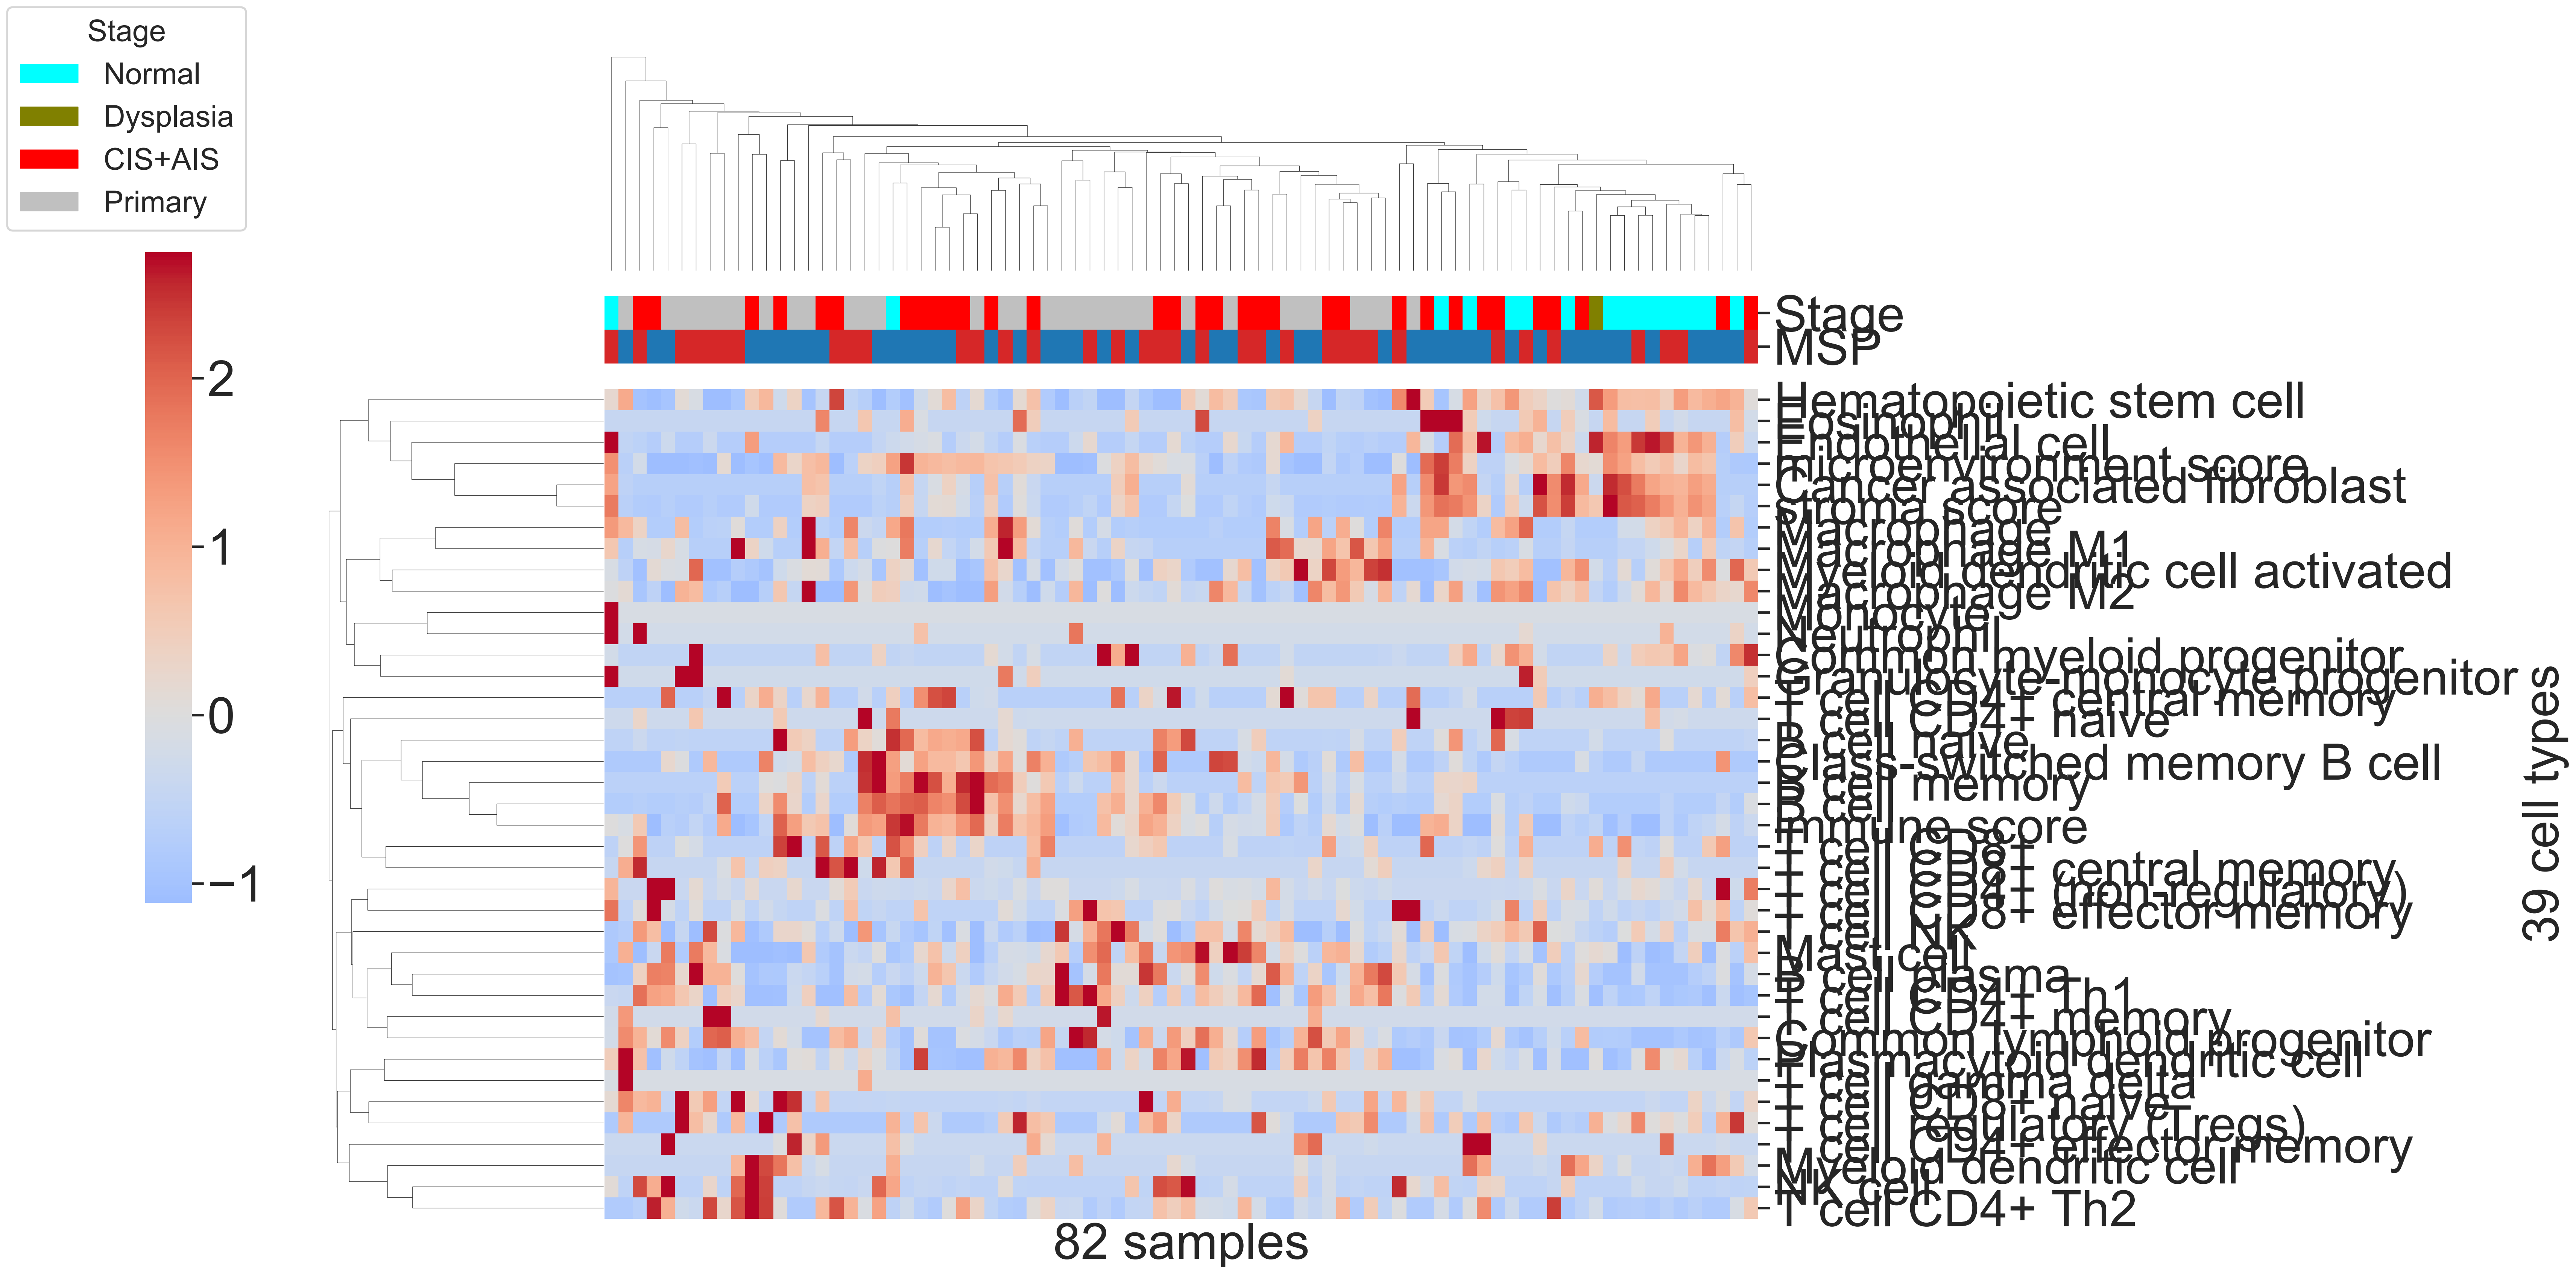 Stage
Normal
Dysplasia
CIS+AIS
Primary
2
1
0
−1
Stage
MSP
Hematopoietic stem cell
Eosinophil
Endothelial cell
microenvironment score
Cancer associated fibroblast
stroma score
Macrophage
Macrophage M1
Myeloid dendritic cell activated
Macrophage M2
Monocyte
Neutrophil
Common myeloid progenitor
Granulocyte-monocyte progenitor
T cell CD4+ central memory
T cell CD4+ naive
B cell naive
Class-switched memory B cell
B cell memory
B cell
immune score
T cell CD8+
T cell CD8+ central memory
T cell CD4+ (non-regulatory)
T cell CD8+ effector memory
T cell NK
Mast cell
B cell plasma
T cell CD4+ Th1
T cell CD4+ memory
Common lymphoid progenitor
Plasmacytoid dendritic cell
T cell gamma delta
T cell CD8+ naive
T cell regulatory (Tregs)
T cell CD4+ effector memory
Myeloid dendritic cell
NK cell
T cell CD4+ Th2
39 cell types
82 samples